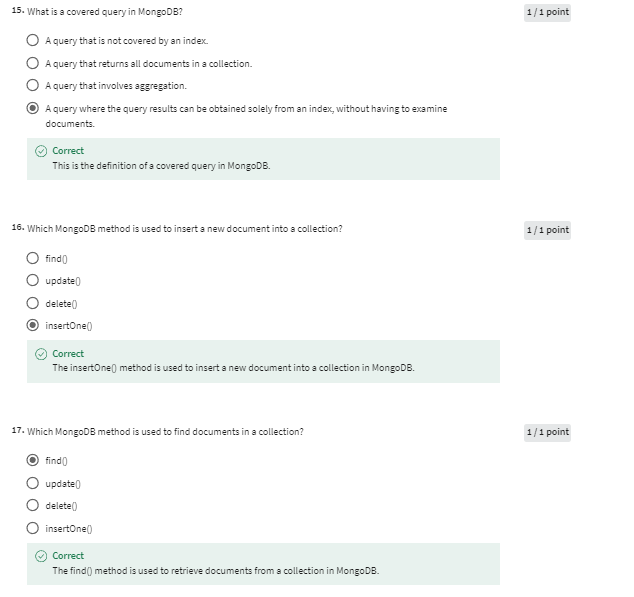 15. What is a covered query in MongoDB?
1 / 1 point
A query that is not covered by an index.
A query that returns all documents in a collection.
A query that involves aggregation.
A query where the query results can be obtained solely from an index, without having to examine
documents.
Correct
This is the definition of a covered query in MongoDB.
16. Which MongoDB method is used to insert a new document into a collection?
1 / 1 point
find()
update()
delete()
insertOne()
Correct
The insertOne() method is used to insert a new document into a collection in MongoDB.
17. Which MongoDB method is used to find documents in a collection?
1 / 1 point
find()
update()
delete()
insertOne()
Correct
The find() method is used to retrieve documents from a collection in MongoDB.